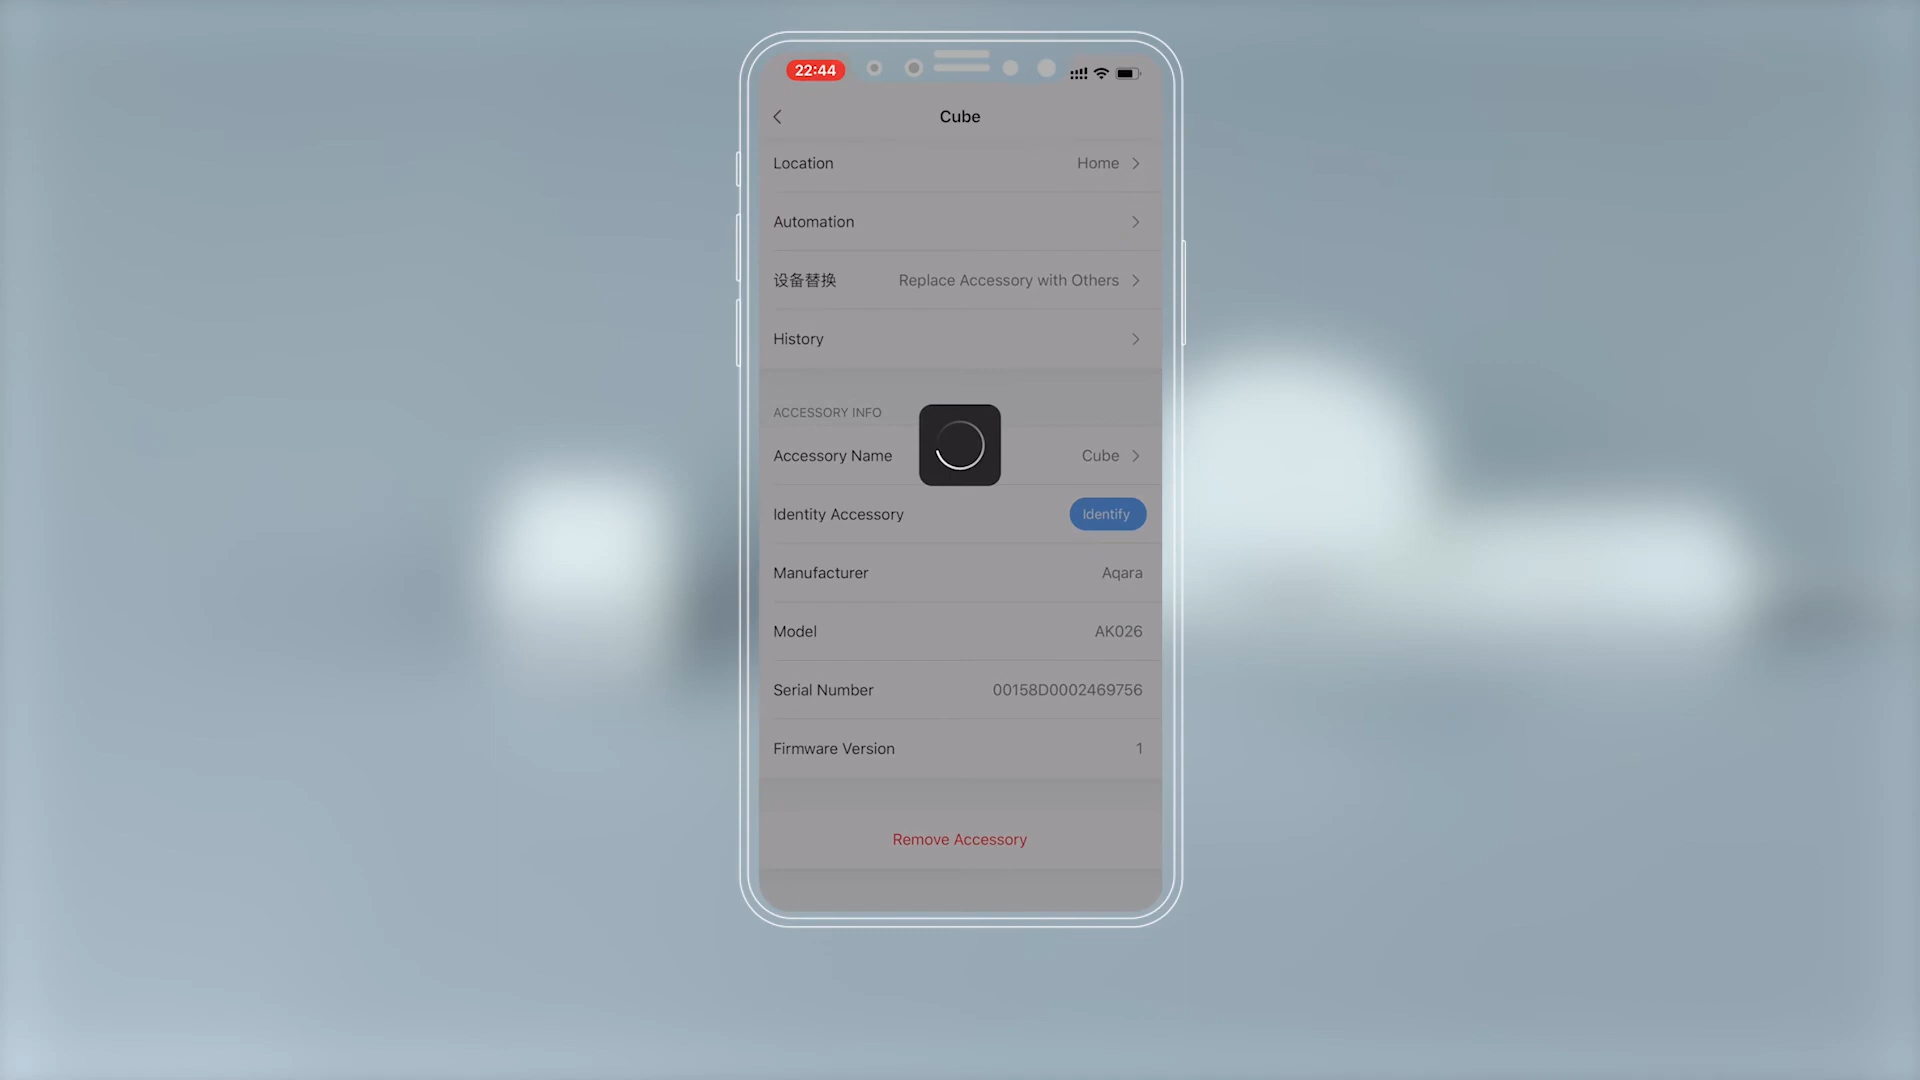 22:44
Cube
Location Home
Automation
设备替换 Replace Accessory with Others
History
ACCESSORY INFO
Accessory Name Cube
Identity Accessory Identify
Manufacturer Aqara
Model AK026
Serial Number 00158D0002469756
Firmware Version 1
Remove Accessory